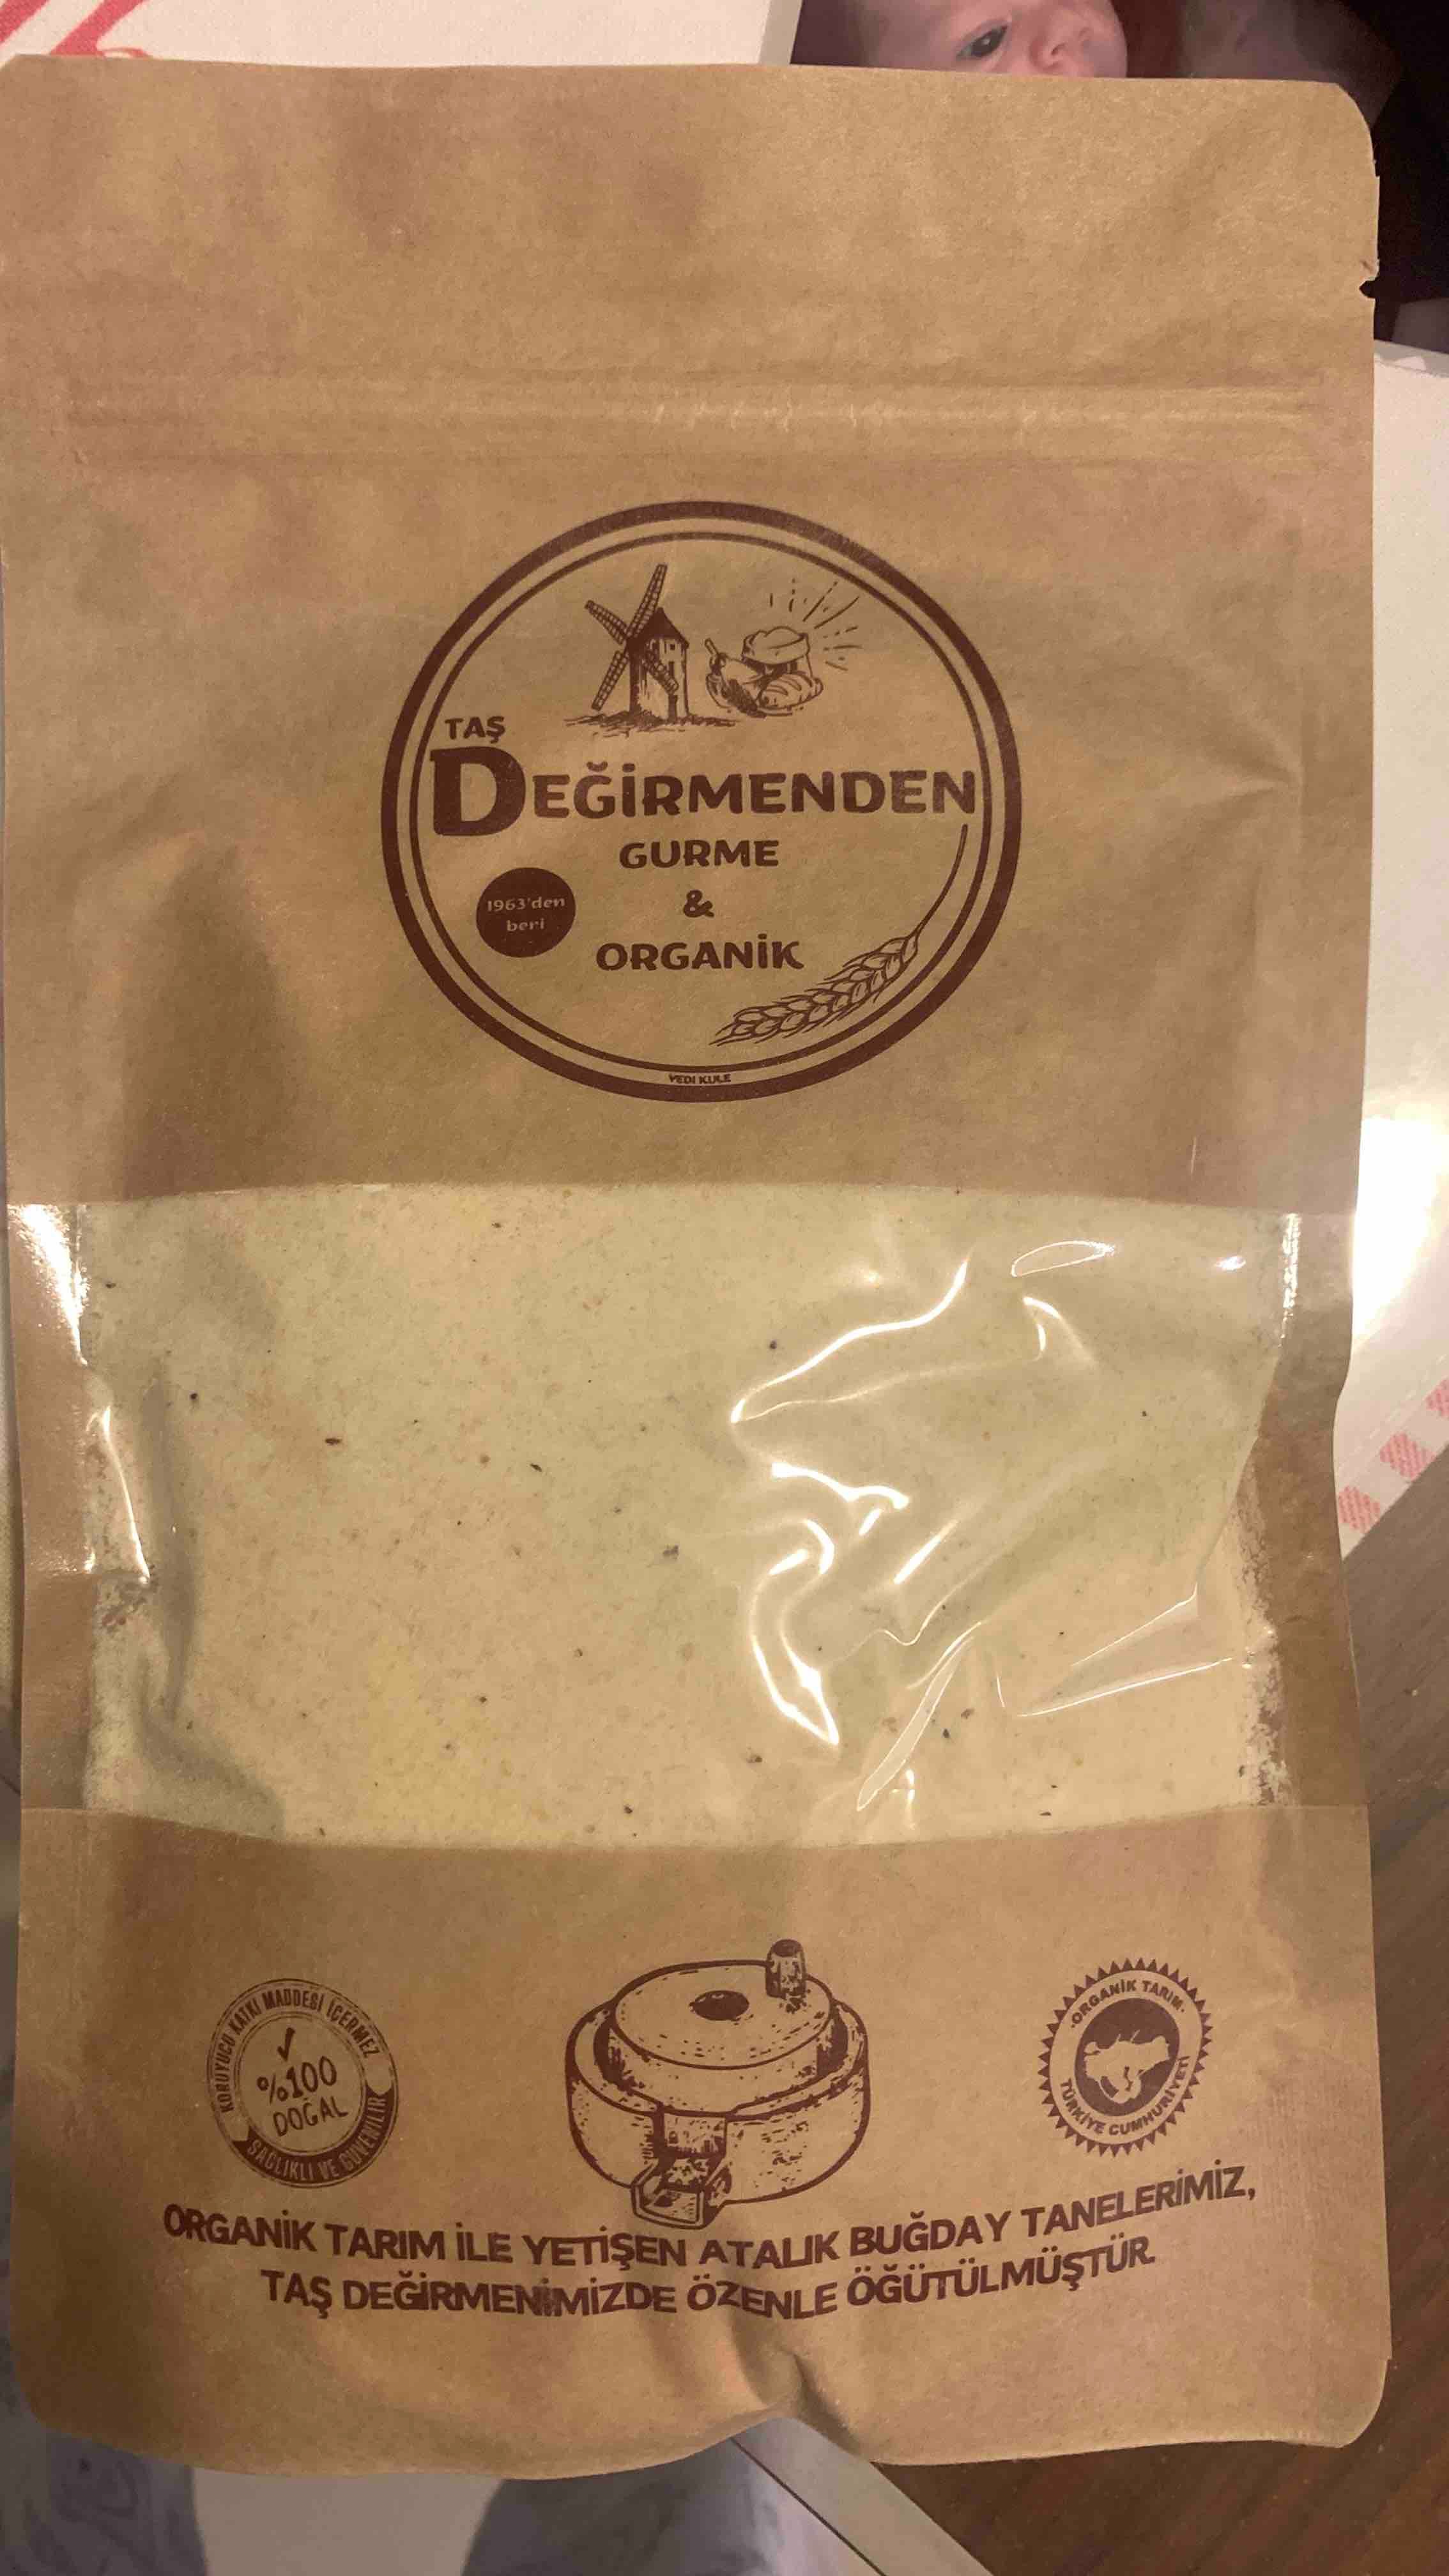 TAŞ
DEĞİRMENDEN
GURME
&
ORGANİK
1963'den
beri
YEDI KULE
KORUYUCU KATKI MADDESİ İÇERMEZ
%100
DOĞAL
SAĞLIKLI VE GÜVENİLİR
ORGANİK TARIM
TÜRKİYE CUMHURİYETİ
ORGANİK TARIM İLE YETİŞEN ATALIK BUĞDAY TANELERİMİZ,
TAŞ DEĞİRMENİMİZDE ÖZENLE ÖĞÜTÜLMÜŞTÜR